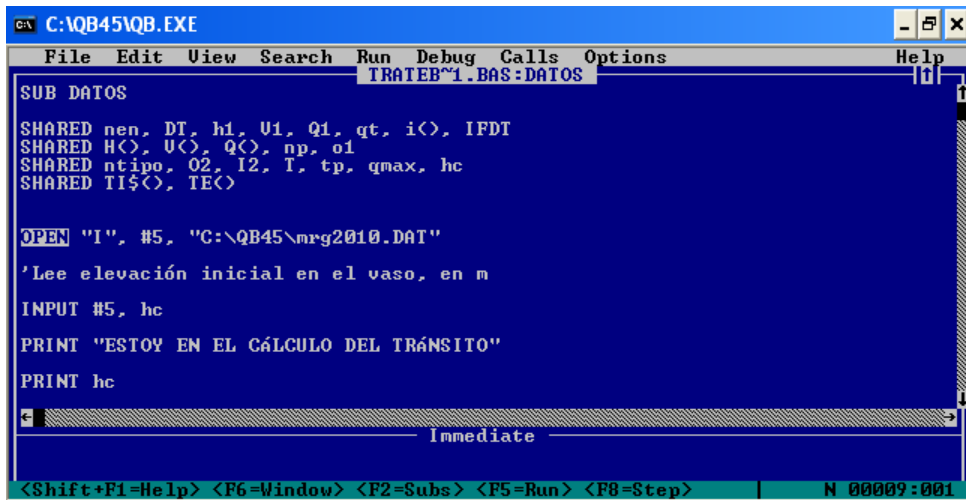 C:\QB45\QB.EXE
File Edit View Search Run Debug Calls Options Help
TRATEB~1.BAS:DATOS
SUB DATOS
SHARED nen, DT, h1, V1, Q1, qt, i(), IFDT
SHARED H(), V(), Q(), np, o1
SHARED ntipo, O2, I2, T, tp, qmax, hc
SHARED TI$(), TE()
OPEN "I", #5, "C:\QB45\mrg2010.DAT"
'Lee elevación inicial en el vaso, en m
INPUT #5, hc
PRINT "ESTOY EN EL CáLCULO DEL TRáNSITO"
PRINT hc
Immediate
<Shift+F1=Help> <F6=Window> <F2=Subs> <F5=Run> <F8=Step> N 00009:001